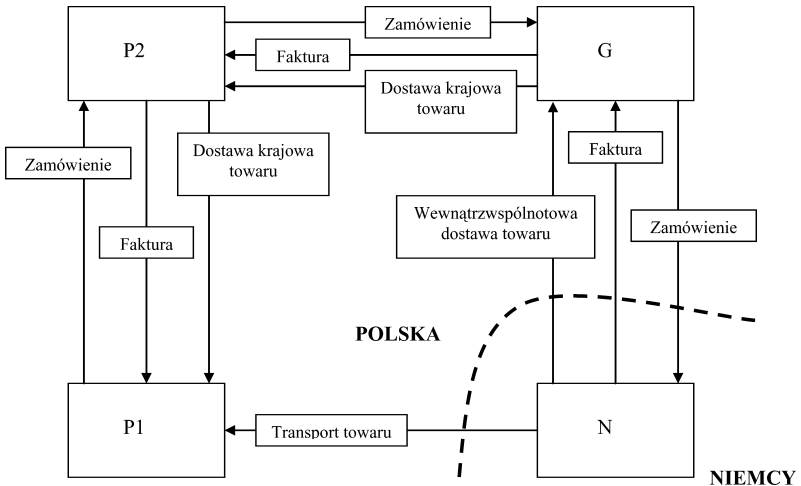 Zamówienie
P2
G
Faktura
Dostawa krajowa
towaru
Zamówienie
Dostawa krajowa
towaru
Faktura
Wewnątrzwspólnotowa
dostawa towaru
Zamówienie
Faktura
POLSKA
P1
Transport towaru
N
NIEMCY